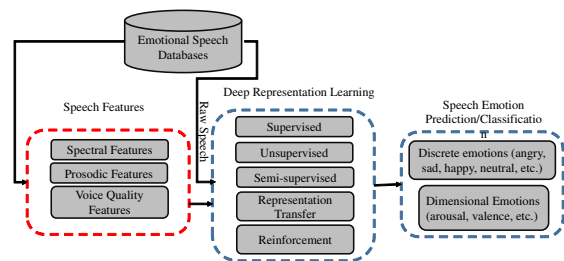 Emotional Speech
Databases
Speech Features
Spectral Features
Prosodic Features
Voice Quality
Features
Raw Speech
Deep Representation Learning
Supervised
Unsupervised
Semi-supervised
Representation
Transfer
Reinforcement
Speech Emotion
Prediction/Classificatio
n
Discrete emotions (angry,
sad, happy, neutral, etc.)
Dimensional Emotions
(arousal, valence, etc.)